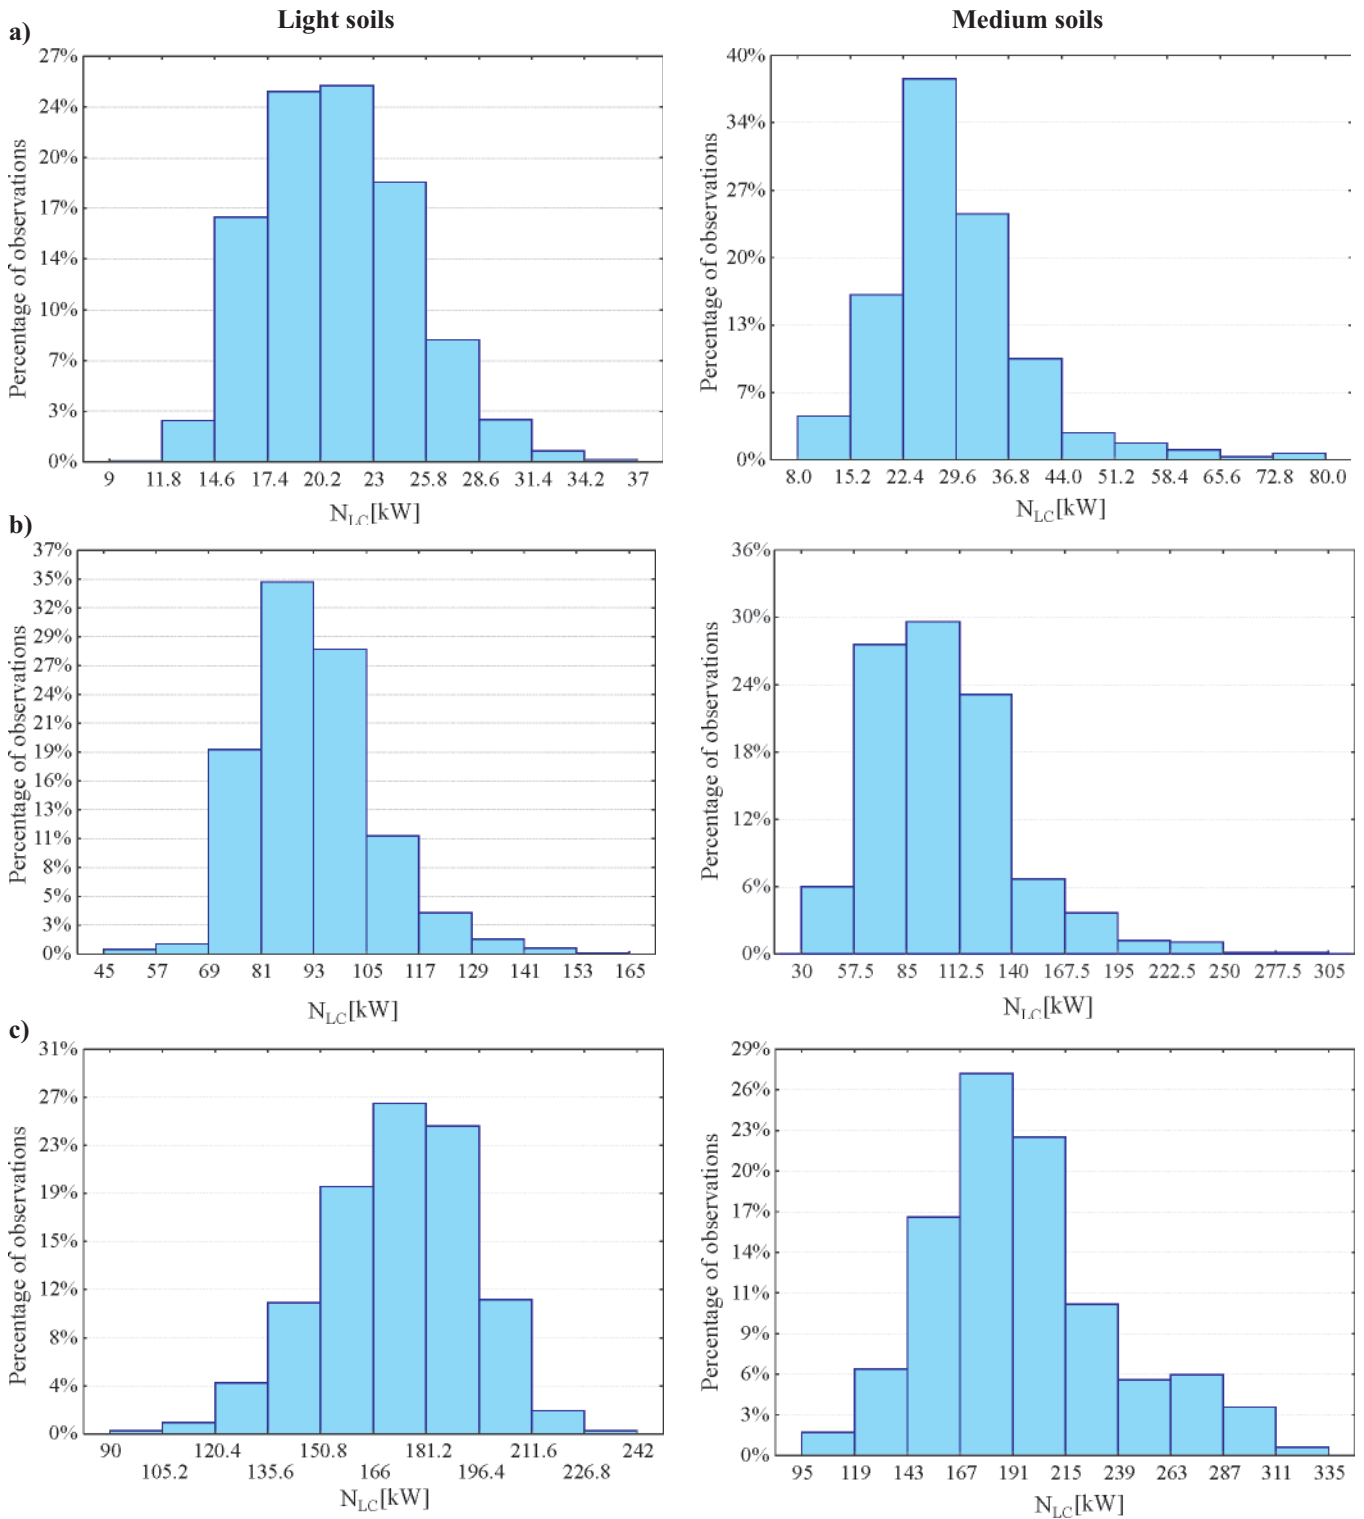 Light soils
Medium soils
a)
27%
24%
20%
17%
14%
10%
7%
3%
0%
Percentage of observations
9 11.8 14.6 17.4 20.2 23 25.8 28.6 31.4 34.2 37
N_LC[kW]
40%
34%
27%
20%
13%
7%
0%
Percentage of observations
8.0 15.2 22.4 29.6 36.8 44.0 51.2 58.4 65.6 72.8 80.0
N_LC[kW]
b)
37%
35%
32%
29%
27%
24%
21%
19%
16%
13%
11%
8%
5%
3%
0%
Percentage of observations
45 57 69 81 93 105 117 129 141 153 165
N_LC[kW]
36%
30%
24%
18%
12%
6%
0%
Percentage of observations
30 57.5 85 112.5 140 167.5 195 222.5 250 277.5 305
N_LC[kW]
c)
31%
27%
23%
19%
15%
12%
8%
4%
0%
Percentage of observations
90 120.4 150.8 181.2 211.6 242
105.2 135.6 166 196.4 226.8
N_LC[kW]
29%
26%
23%
20%
17%
14%
11%
9%
6%
3%
0%
Percentage of observations
95 119 143 167 191 215 239 263 287 311 335
N_LC[kW]